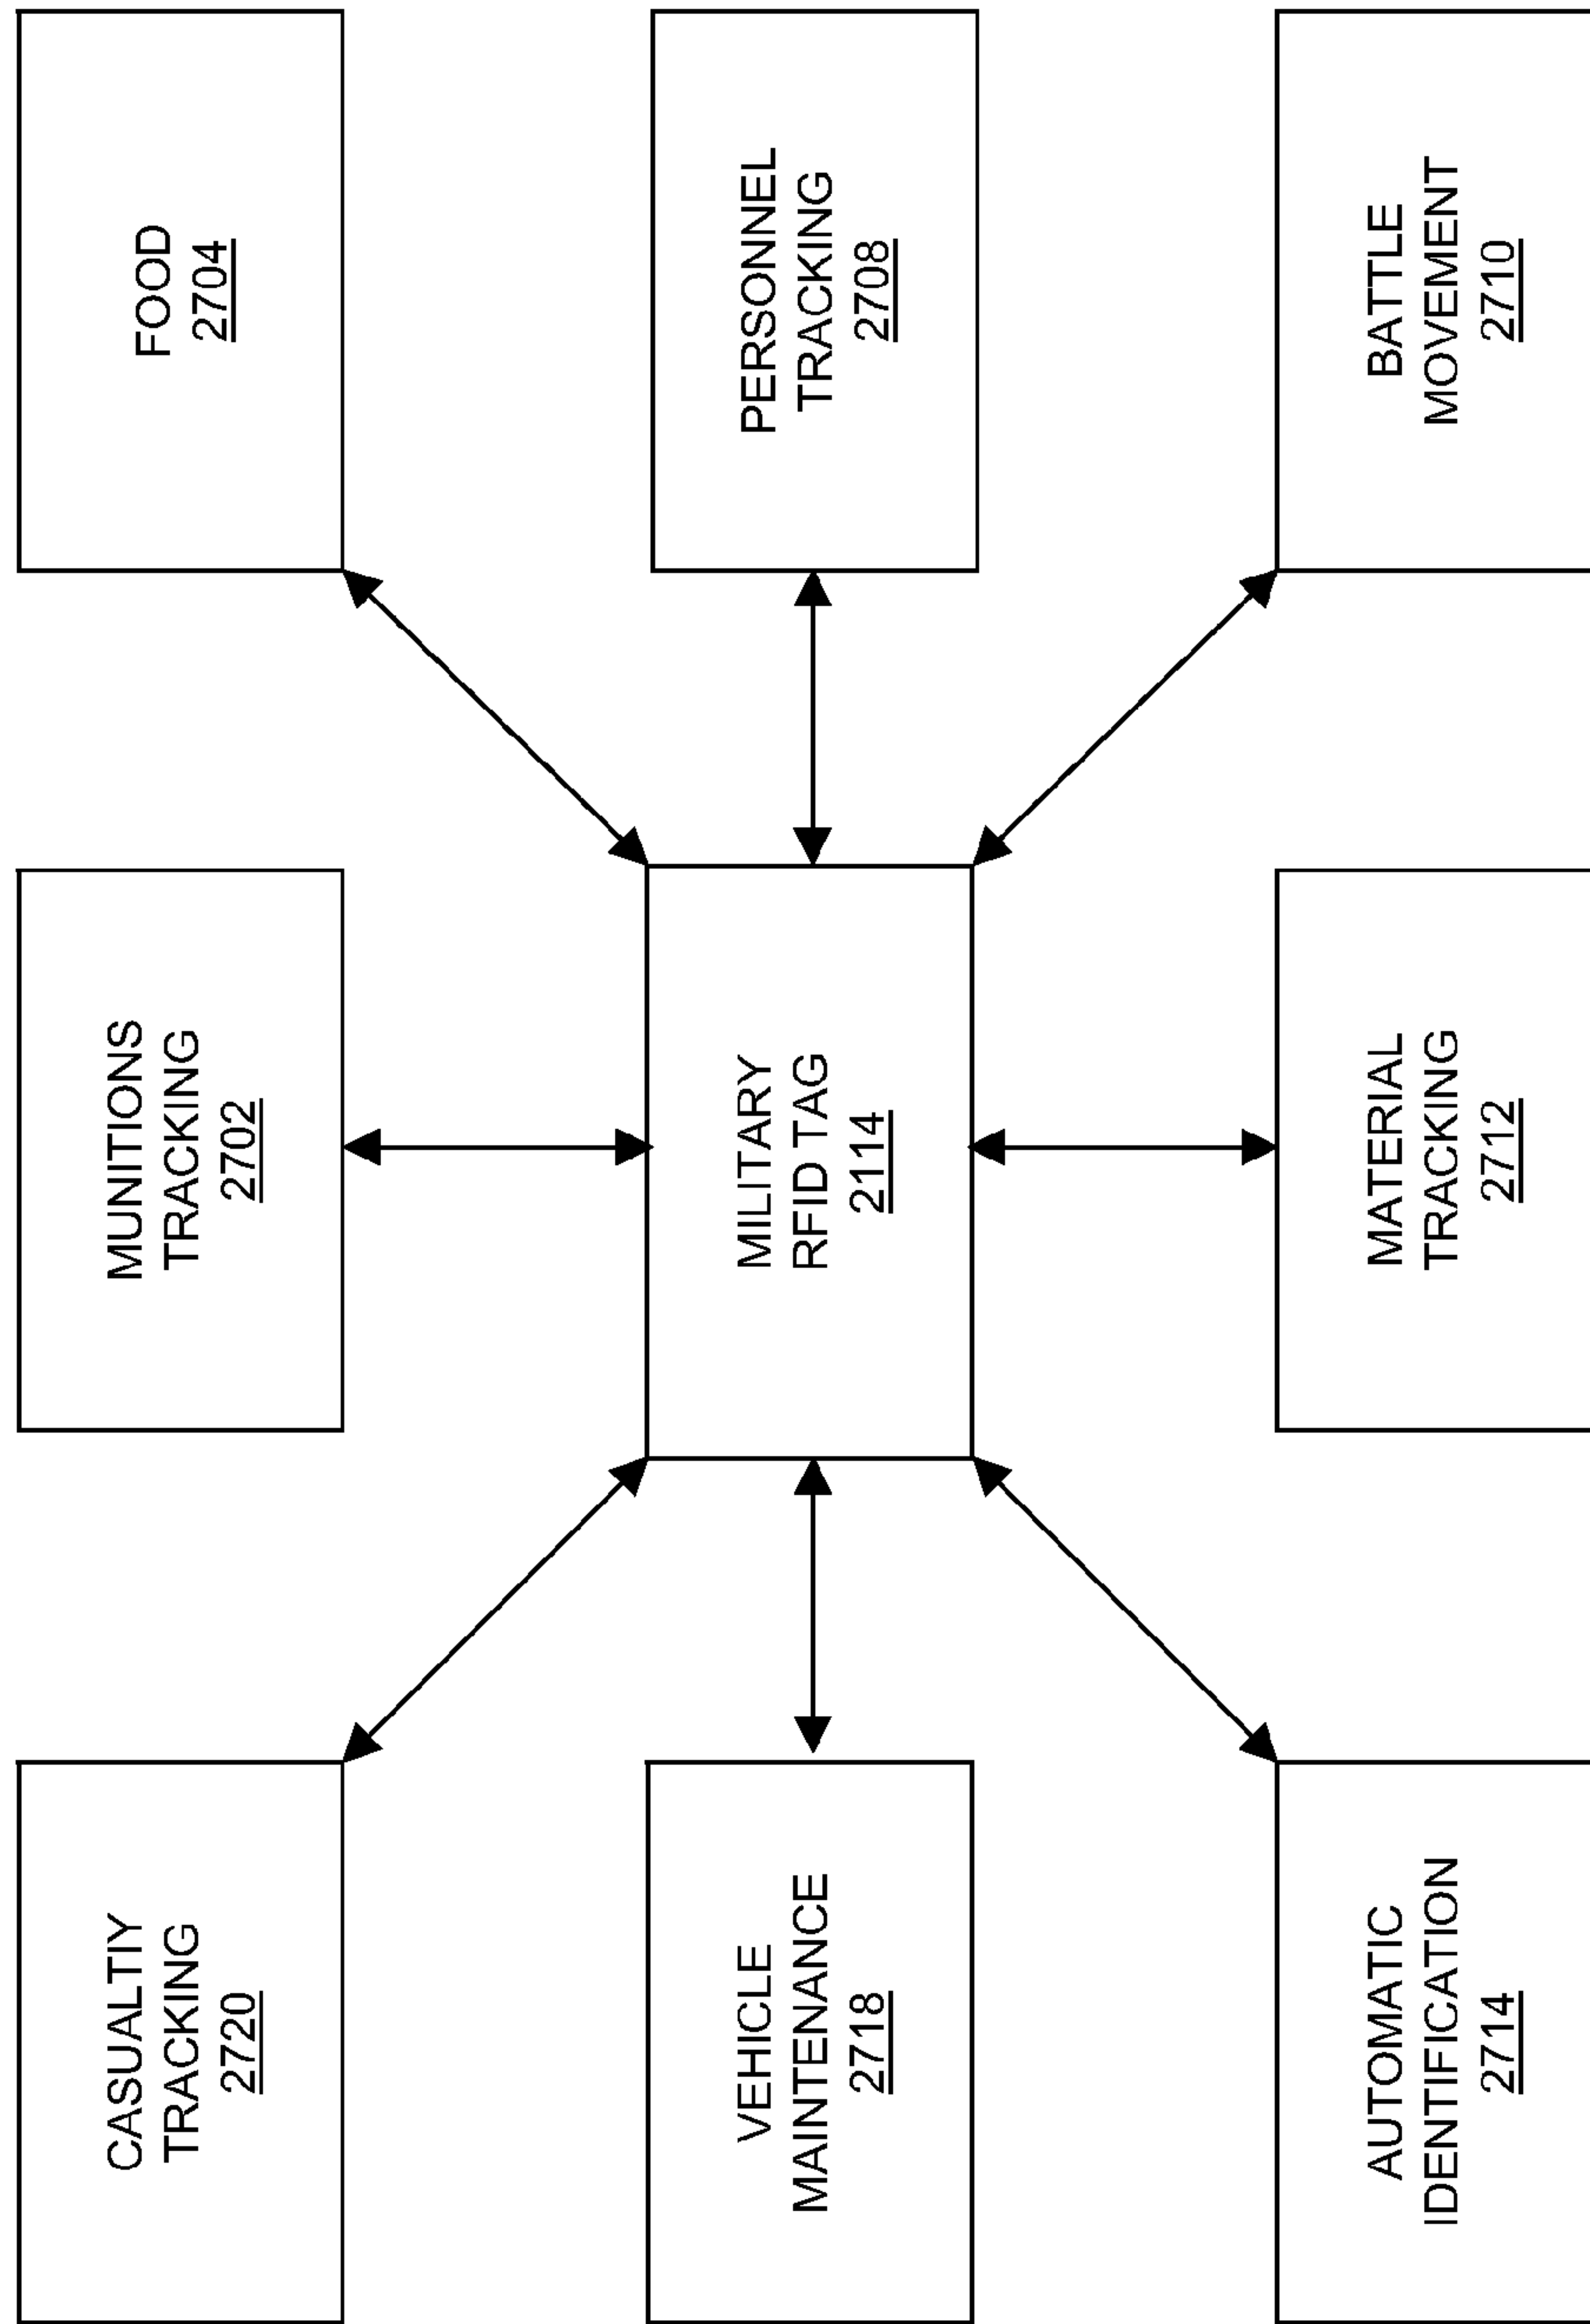 CASUALTIY
TRACKING
2720
MUNITIONS
TRACKING
2702
FOOD
2704
VEHICLE
MAINTENANCE
2718
MILITARY
RFID TAG
2114
PERSONNEL
TRACKING
2708
AUTOMATIC
IDENTIFICATION
2714
MATERIAL
TRACKING
2712
BATTLE
MOVEMENT
2710